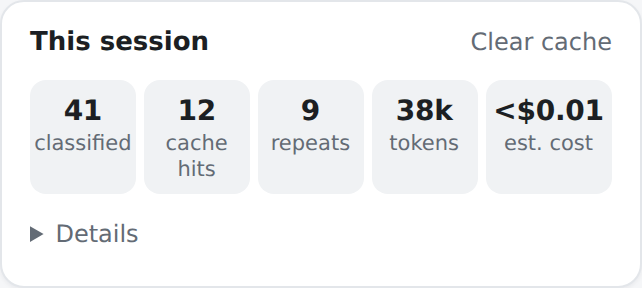 This session
Clear cache
41
classified
12
cache
hits
9
repeats
38k
tokens
<$0.01
est. cost
Details